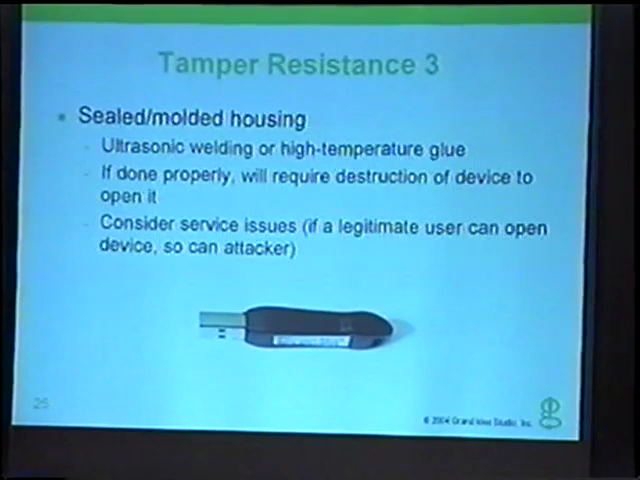 Tamper Resistance 3
• Sealed/molded housing
- Ultrasonic welding or high-temperature glue
- If done properly, will require destruction of device to
open it
- Consider service issues (if a legitimate user can open
device, so can attacker)
25
© 2004 Grand Idea Studio, Inc.